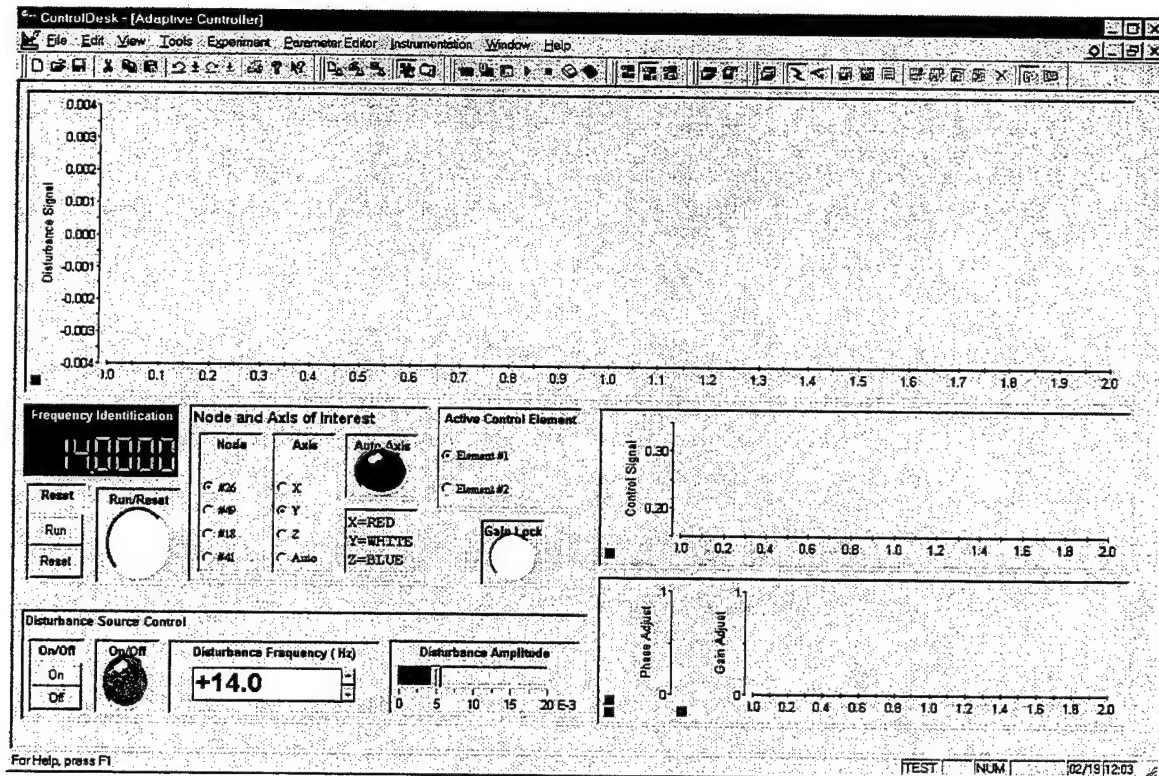 ControlDesk - [Adaptive Controller]
File Edit View Tools Experiment Parameter Editor Instrumentation Window Help
Disturbance Signal
0.004
0.003
0.002
0.001
0.000
-0.001
-0.002
-0.003
-0.004
1.0 0.1 0.2 0.3 0.4 0.5 0.6 0.7 0.8 0.9 1.0 1.1 1.2 1.3 1.4 1.5 1.6 1.7 1.8 1.9 2.0
Frequency Identification
14.0000
Reset
Run
Reset
Run/Reset
Node and Axis of Interest
Node
#26
#49
#18
#41
Axis
X
Y
Z
Auto
Auto Axis
X=RED
Y=WHITE
Z=BLUE
Active Control Element
Element #1
Element #2
Gain Lock
Control Signal
0.30
0.20
1.0 0.2 0.4 0.6 0.8 1.0 1.2 1.4 1.6 1.8 2.0
Disturbance Source Control
On/Off
On
Off
On/Off
Disturbance Frequency ( Hz)
+14.0
Disturbance Amplitude
0 5 10 15 20 E-3
Phase Adjust
1
0
Gain Adjust
1
0
1.0 0.2 0.4 0.6 0.8 1.0 1.2 1.4 1.6 1.8 2.0
For Help, press F1
TEST NUM 02/19 12:03